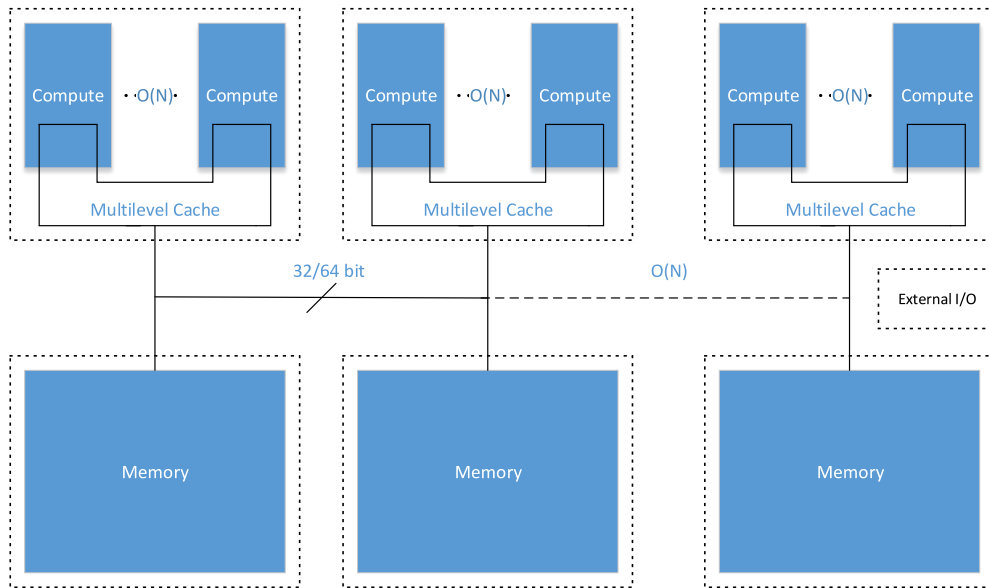 Compute
O(N)
Compute
Compute
O(N)
Compute
Compute
O(N)
Compute
Multilevel Cache
Multilevel Cache
Multilevel Cache
32/64 bit
O(N)
External I/O
Memory
Memory
Memory